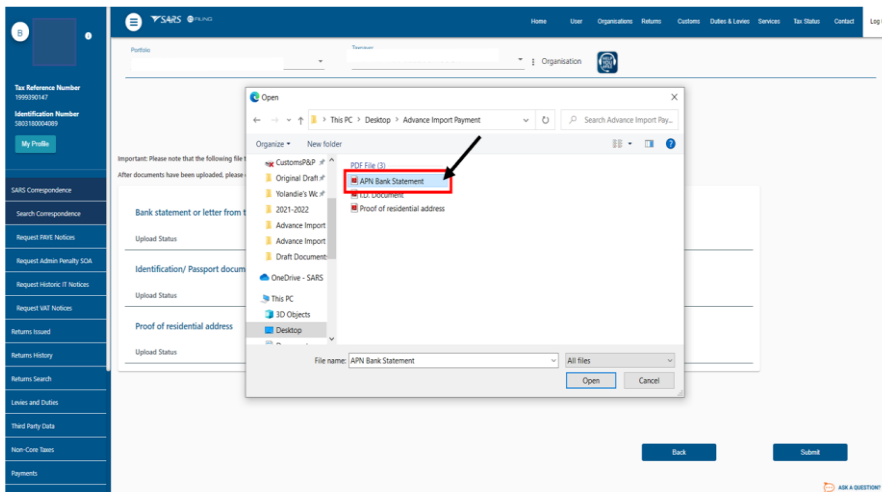 SARS eFILING
Home User Organisations Returns Customs Duties & Levies Services Tax Status Contact Log
B
Portfolio
Taxpayer
Organisation
Tax Reference Number
1999390147
Identification Number
3803180004089
My Profile
SARS Correspondence
Search Correspondence
Request PAYE Notices
Request Admin Penalty SOA
Request Historic IT Notices
Request VAT Notices
Returns Issued
Returns History
Returns Search
Levies and Duties
Third Party Data
Non-Core Taxes
Payments
Important: Please note that the following file t
After documents have been uploaded, please
Bank statement or letter from t
Upload Status
Identification/ Passport docum
Upload Status
Proof of residential address
Upload Status
Open
This PC > Desktop > Advance Import Payment
Search Advance Import Pay...
Organize
New folder
CustomsP&P
Original Draft
Yolandie's Wc
2021-2022
Advance Import
Advance Import
Draft Document
OneDrive - SARS
This PC
3D Objects
Desktop
PDF File (3)
APN Bank Statement
I.D. Document
Proof of residential address
File name: APN Bank Statement
All files
Open
Cancel
Back
Submit
ASK A QUESTION?